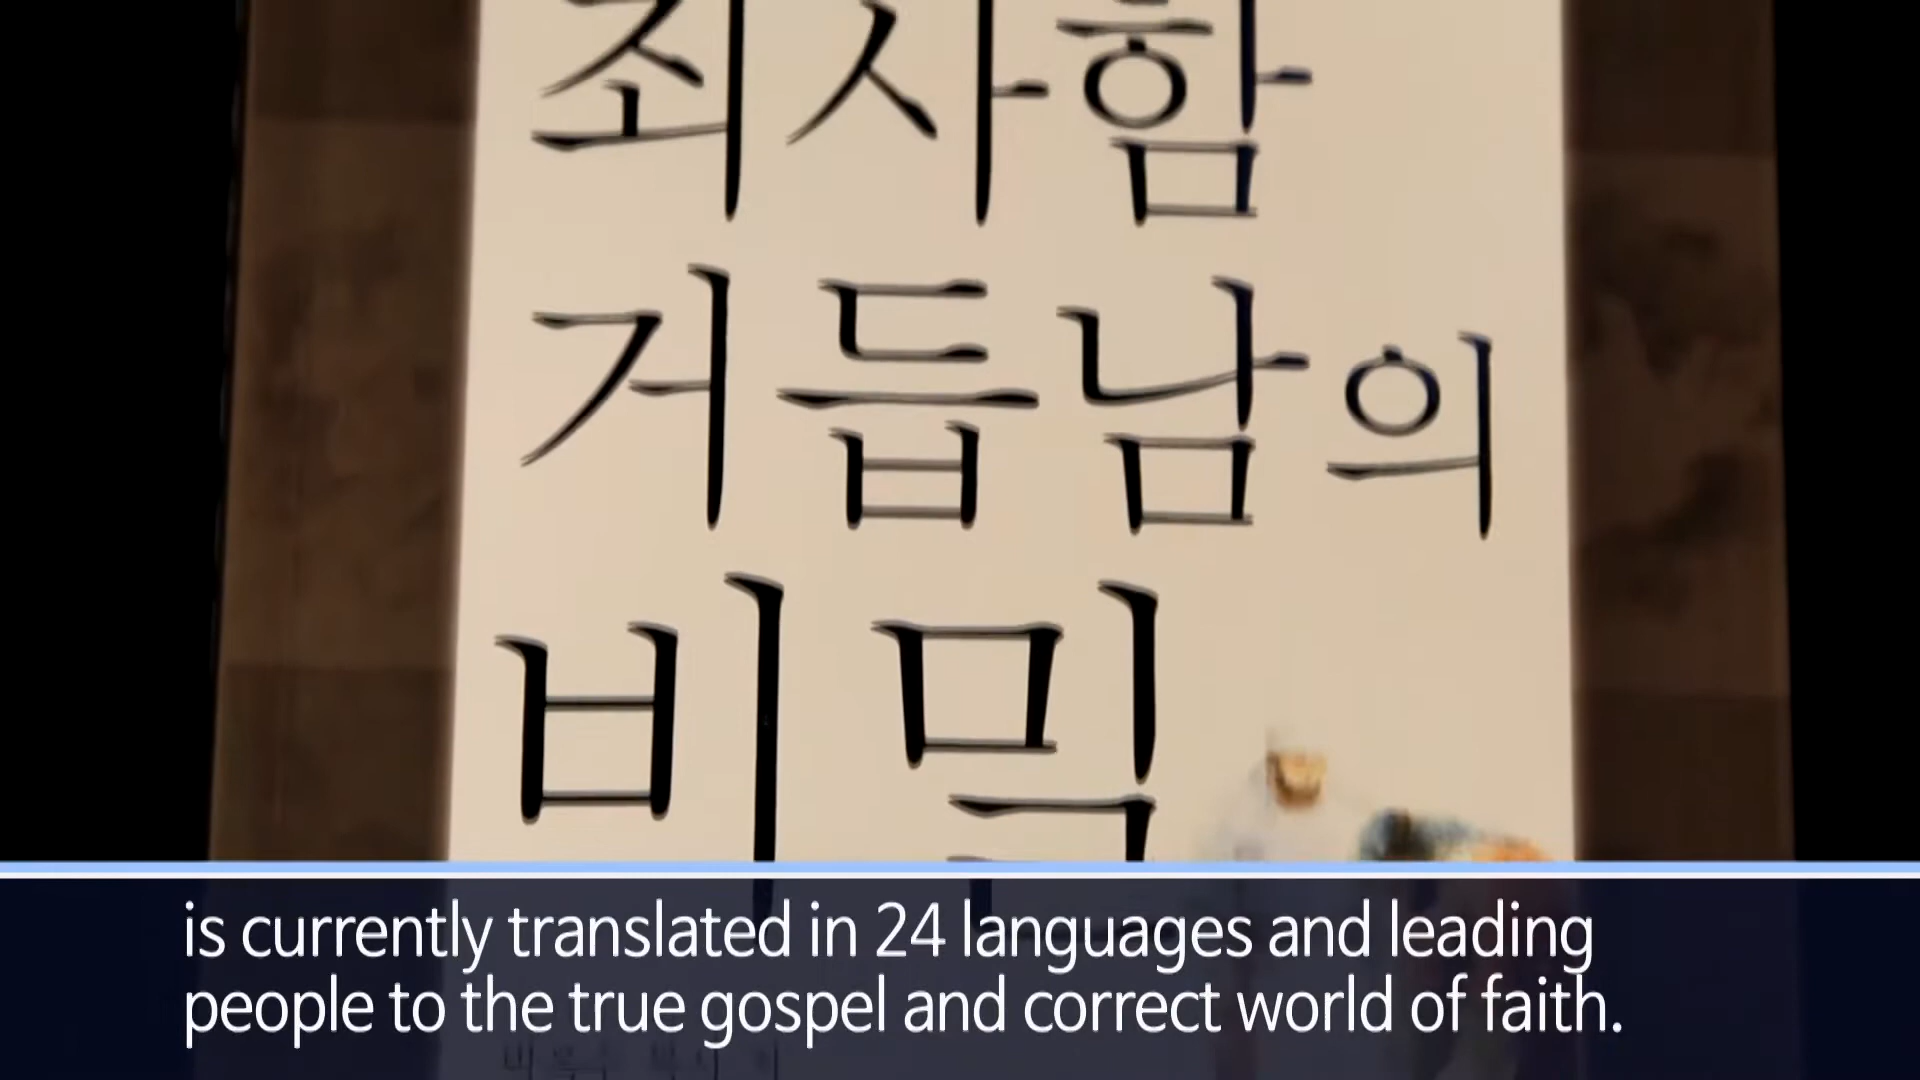 죄사함
거듭남의
비밀
is currently translated in 24 languages and leading
people to the true gospel and correct world of faith.